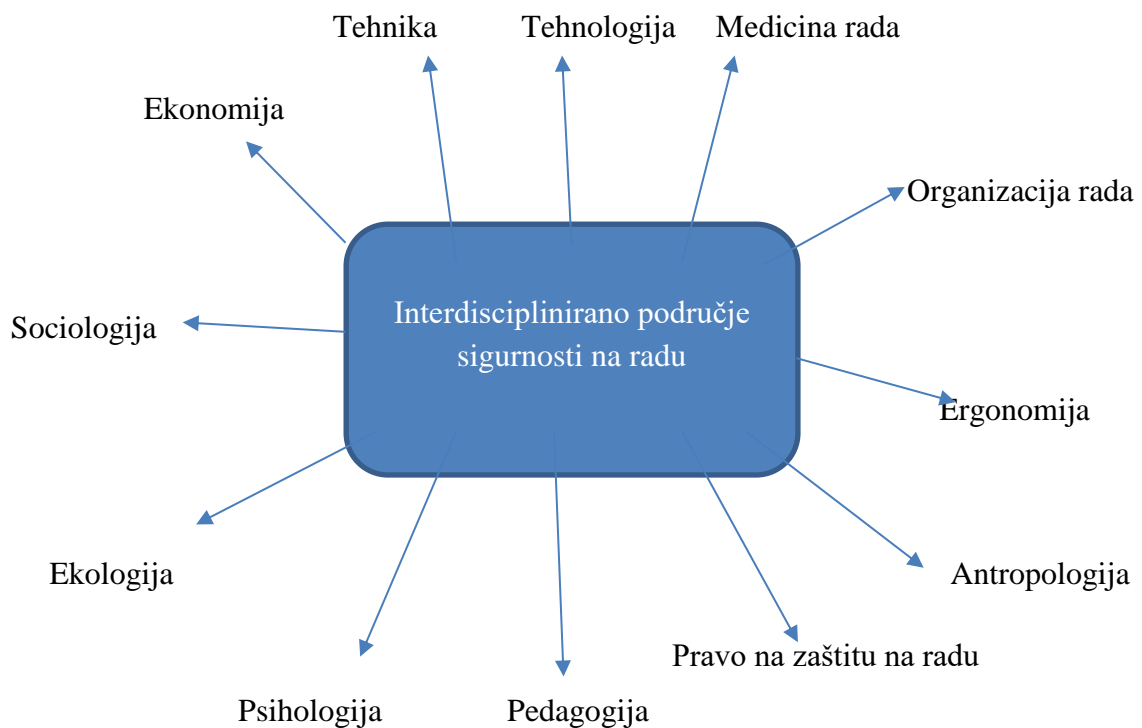 Tehnika
Tehnologija
Medicina rada
Ekonomija
Organizacija rada
Interdisciplinirano područje
sigurnosti na radu
Sociologija
Ergonomija
Ekologija
Antropologija
Pravo na zaštitu na radu
Psihologija
Pedagogija